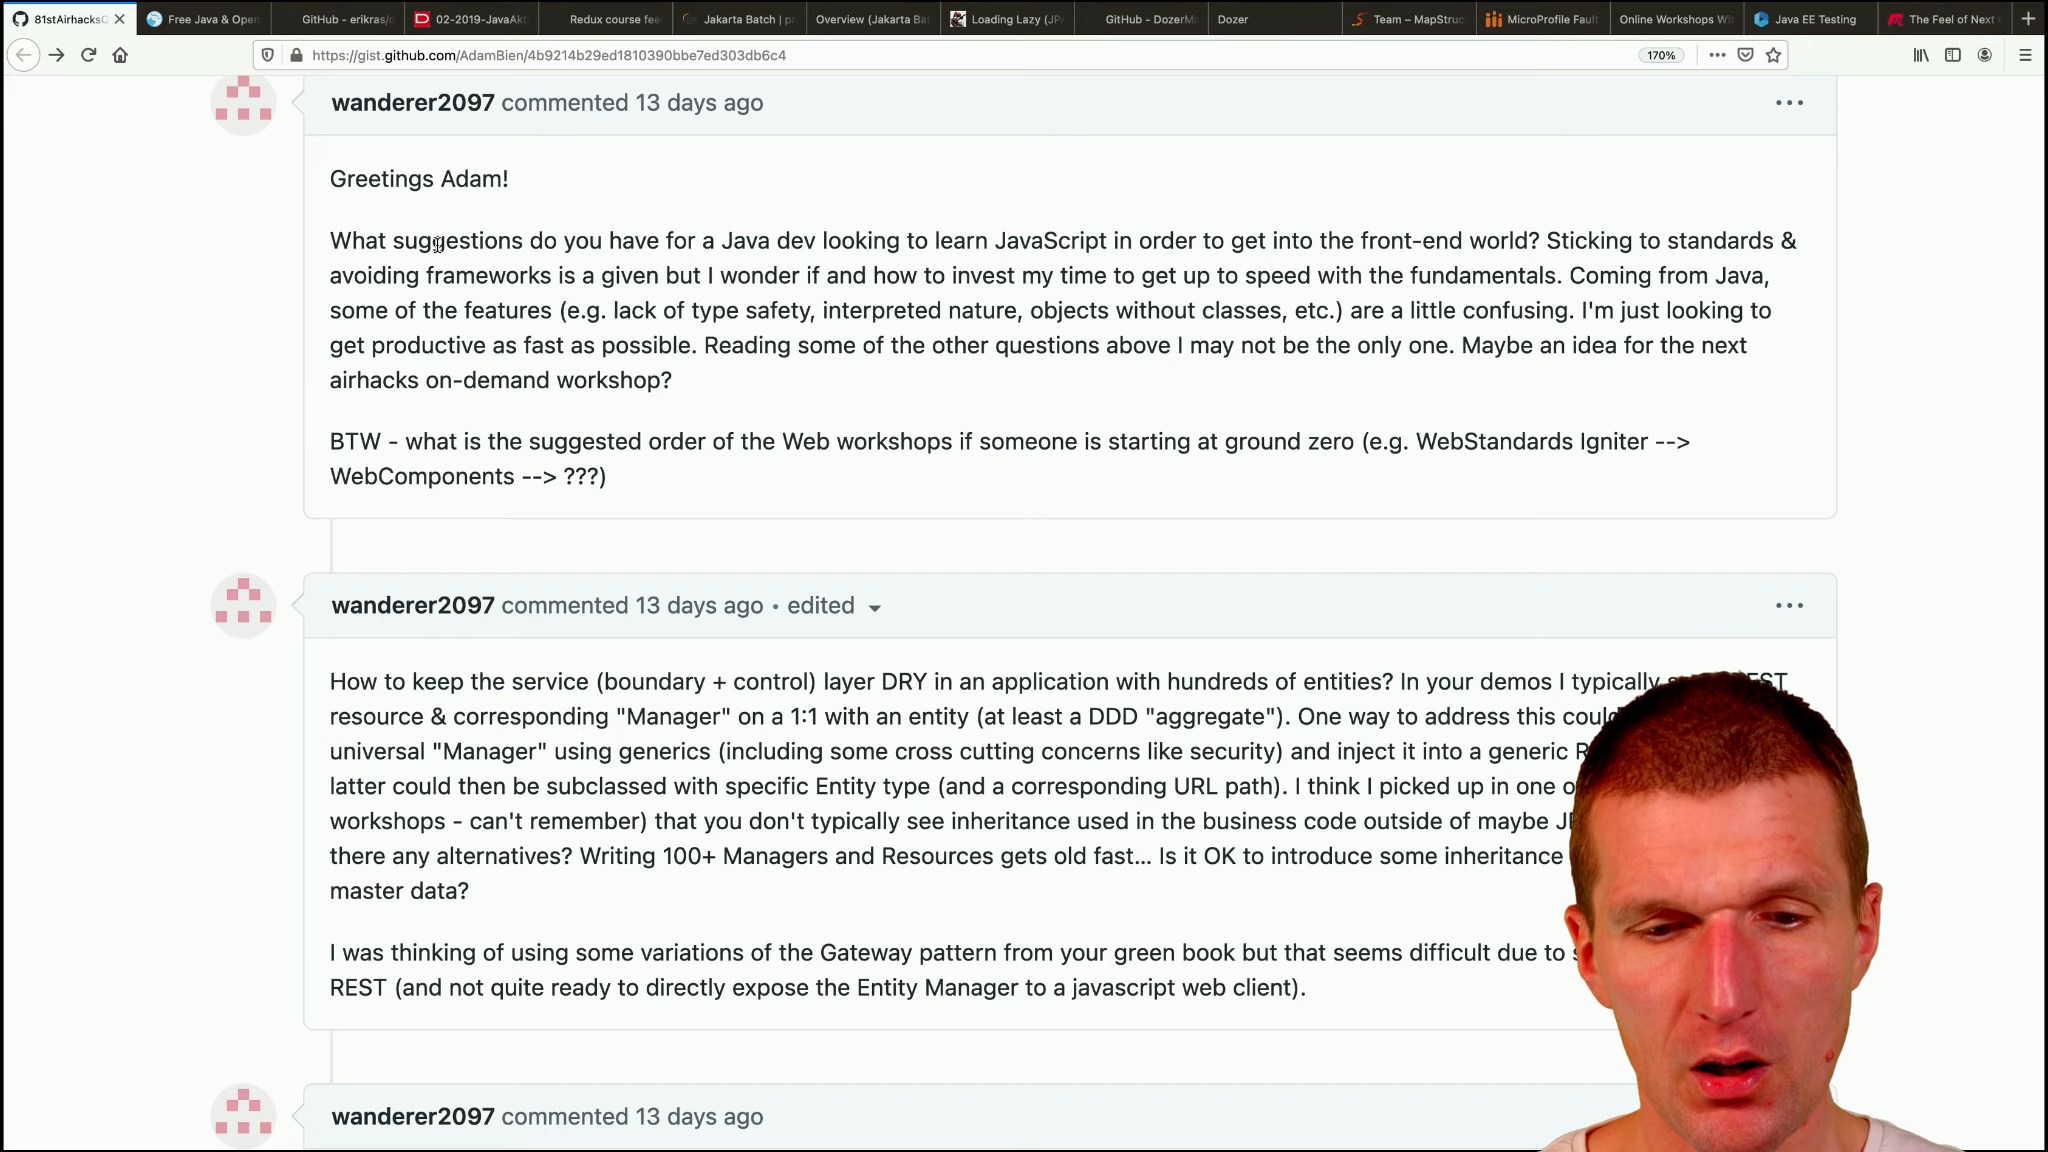 81stAirhacksQ
Free Java & Open
GitHub - erikras/
02-2019-JavaAkt
Redux course fee
Jakarta Batch | p
Overview (Jakarta Ba
Loading Lazy (JPA
GitHub - DozerM
Dozer
Team – MapStruc
MicroProfile Fault
Online Workshops Wi
Java EE Testing
The Feel of Next
https://gist.github.com/AdamBien/4b9214b29ed1810390bbe7ed303db6c4
170%
wanderer2097 commented 13 days ago
Greetings Adam!
What suggestions do you have for a Java dev looking to learn JavaScript in order to get into the front-end world? Sticking to standards &
avoiding frameworks is a given but I wonder if and how to invest my time to get up to speed with the fundamentals. Coming from Java,
some of the features (e.g. lack of type safety, interpreted nature, objects without classes, etc.) are a little confusing. I'm just looking to
get productive as fast as possible. Reading some of the other questions above I may not be the only one. Maybe an idea for the next
airhacks on-demand workshop?
BTW - what is the suggested order of the Web workshops if someone is starting at ground zero (e.g. WebStandards Igniter -->
WebComponents --> ???)
wanderer2097 commented 13 days ago • edited
How to keep the service (boundary + control) layer DRY in an application with hundreds of entities? In your demos I typically
resource & corresponding "Manager" on a 1:1 with an entity (at least a DDD "aggregate"). One way to address this could
universal "Manager" using generics (including some cross cutting concerns like security) and inject it into a generic R
latter could then be subclassed with specific Entity type (and a corresponding URL path). I think I picked up in one o
workshops - can't remember) that you don't typically see inheritance used in the business code outside of maybe
there any alternatives? Writing 100+ Managers and Resources gets old fast... Is it OK to introduce some inheritance
master data?
I was thinking of using some variations of the Gateway pattern from your green book but that seems difficult due to
REST (and not quite ready to directly expose the Entity Manager to a javascript web client).
wanderer2097 commented 13 days ago